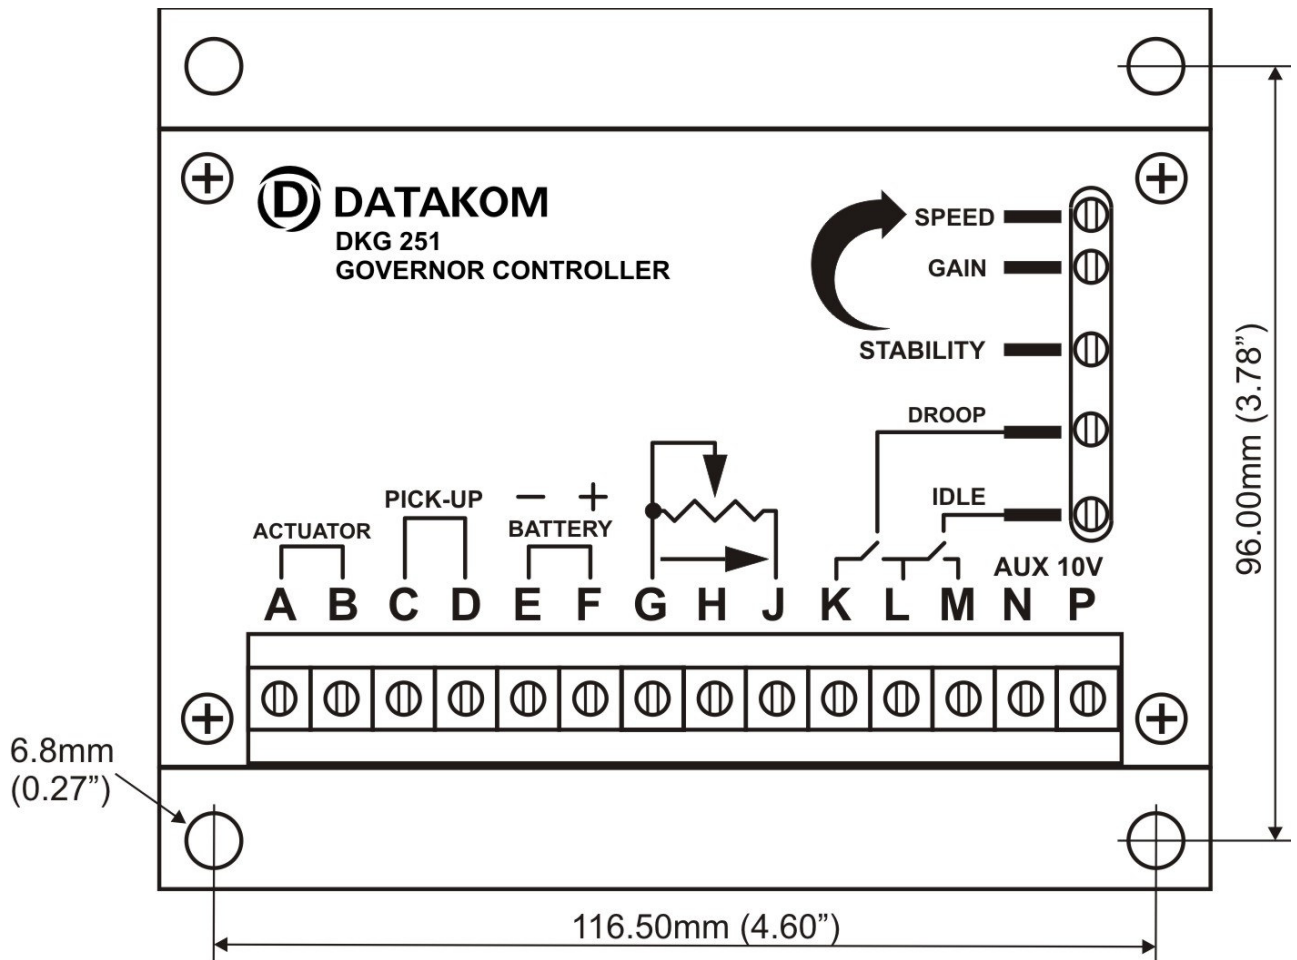 D DATAKOM
DKG 251
GOVERNOR CONTROLLER
SPEED
GAIN
STABILITY
DROOP
IDLE
AUX 10V
ACTUATOR
PICK-UP
− +
BATTERY
A B C D E F G H J K L M N P
6.8mm
(0.27”)
96.00mm (3.78”)
116.50mm (4.60”)